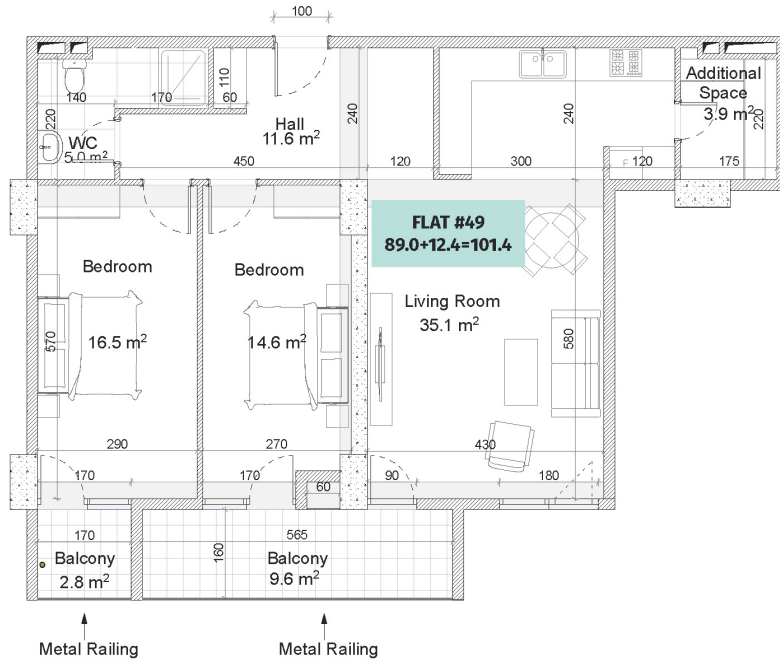 100
Additional
Space
3.9 m²
220
110
140
170
60
220
240
240
Hall
11.6 m²
WC
5.0 m²
450
120
300
120
175
F
FLAT #49
89.0+12.4=101.4
Bedroom
16.5 m²
Bedroom
14.6 m²
Living Room
35.1 m²
570
580
290
270
430
170
170
60
90
180
170
Balcony
2.8 m²
160
565
Balcony
9.6 m²
Metal Railing
Metal Railing